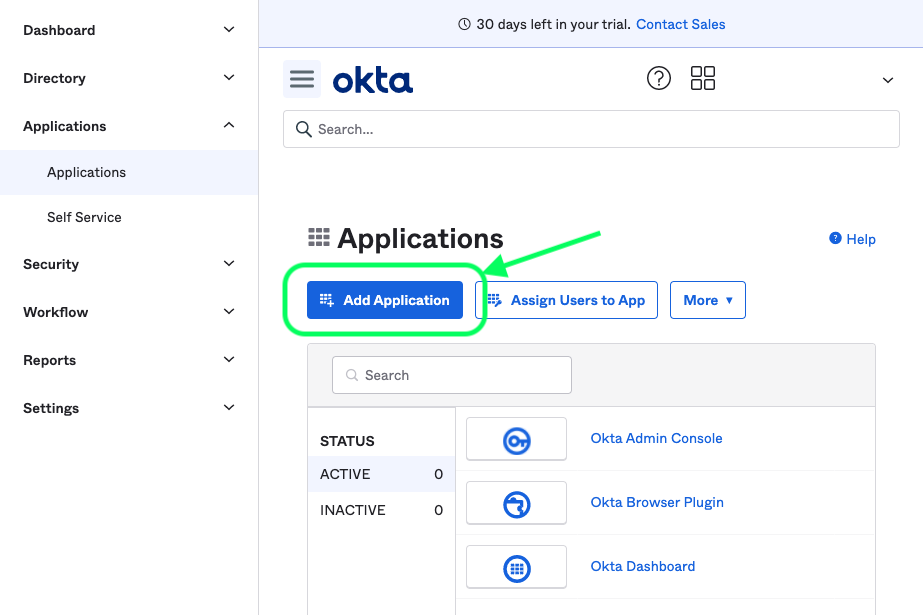 Dashboard
Directory
Applications
Applications
Self Service
Security
Workflow
Reports
Settings
30 days left in your trial. Contact Sales
okta
Search...
Applications
Help
Add Application
Assign Users to App
More
Search
STATUS
ACTIVE 0
INACTIVE 0
Okta Admin Console
Okta Browser Plugin
Okta Dashboard